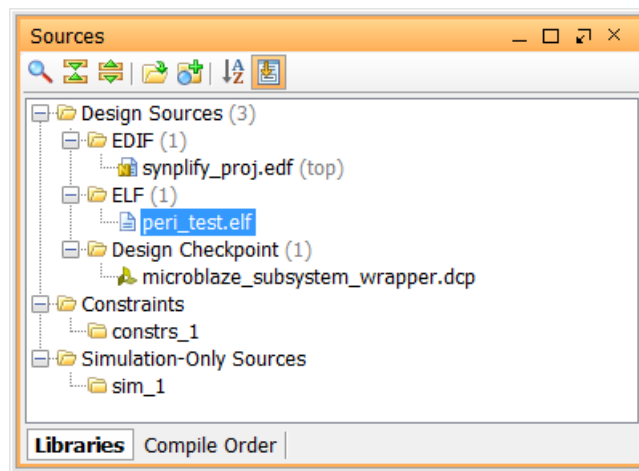 Sources
Design Sources (3)
EDIF (1)
synplify_proj.edf (top)
ELF (1)
peri_test.elf
Design Checkpoint (1)
microblaze_subsystem_wrapper.dcp
Constraints
constrs_1
Simulation-Only Sources
sim_1
Libraries Compile Order